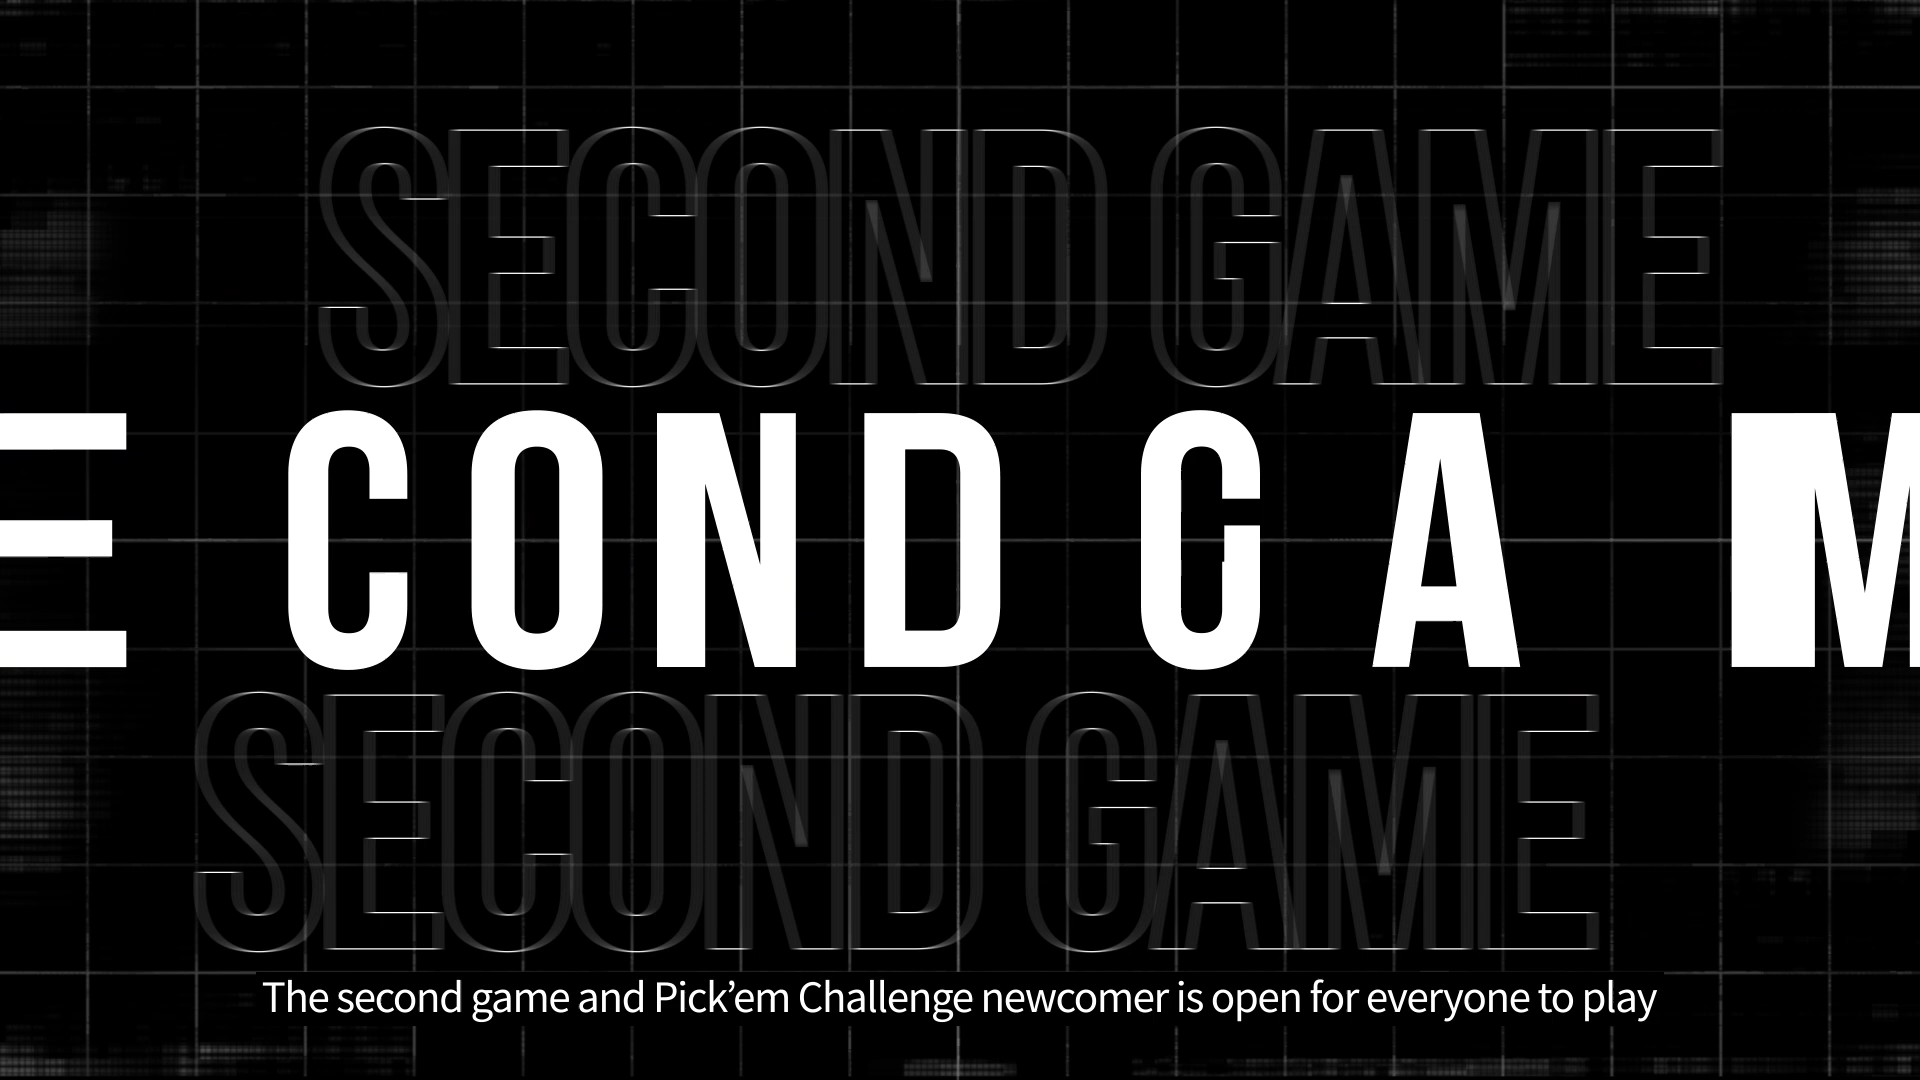 SECOND GAME
E COND GA M
SECOND GAME
The second game and Pick’em Challenge newcomer is open for everyone to play